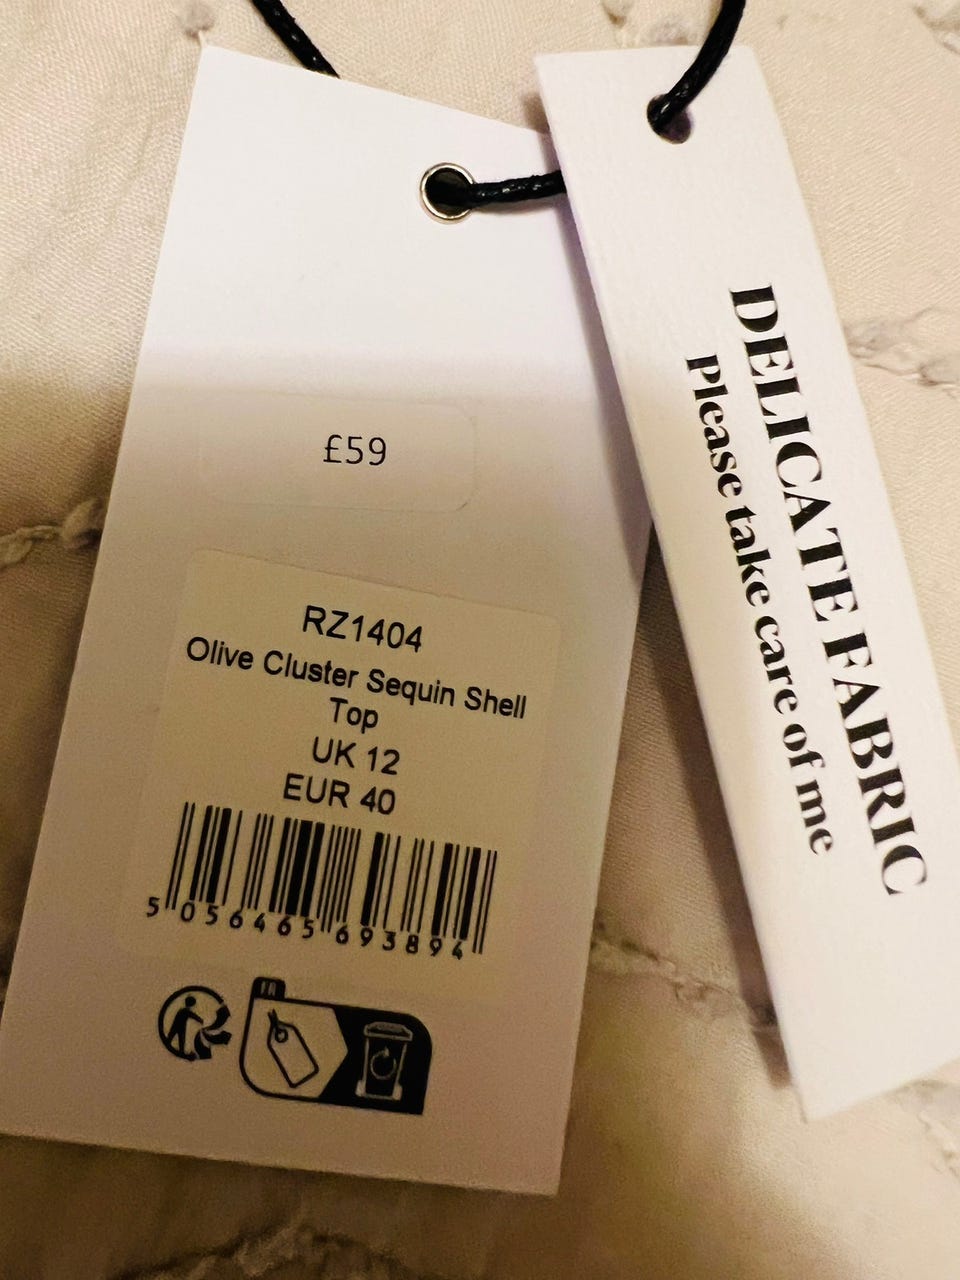 £59
RZ1404
Olive Cluster Sequin Shell
Top
UK 12
EUR 40
5 056465 693894
FR
DELICATE FABRIC
Please take care of me